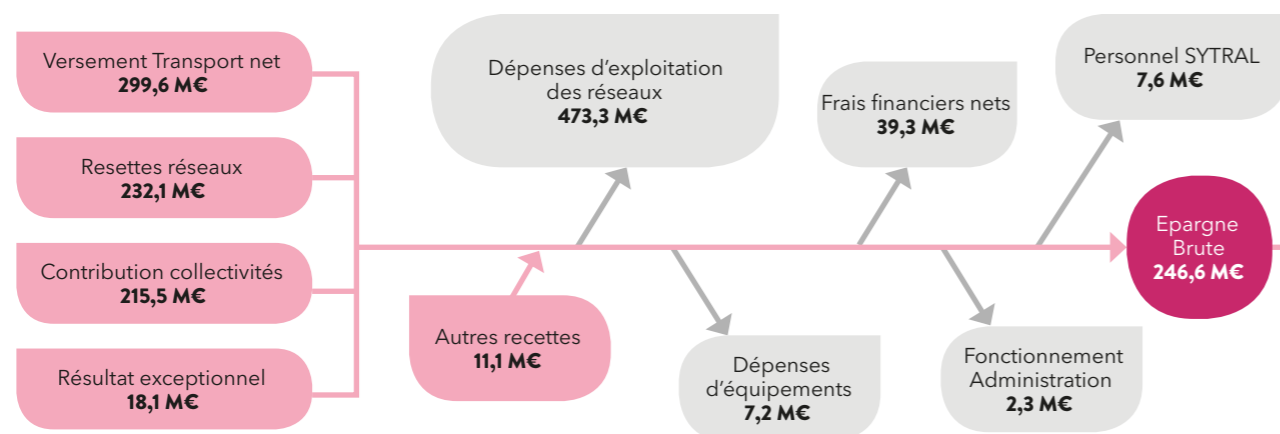 Versement Transport net
299,6 M€
Resettes réseaux
232,1 M€
Contribution collectivités
215,5 M€
Résultat exceptionnel
18,1 M€
Autres recettes
11,1 M€
Dépenses d'exploitation
des réseaux
473,3 M€
Dépenses
d'équipements
7,2 M€
Frais financiers nets
39,3 M€
Fonctionnement
Administration
2,3 M€
Personnel SYTRAL
7,6 M€
Epargne
Brute
246,6 M€